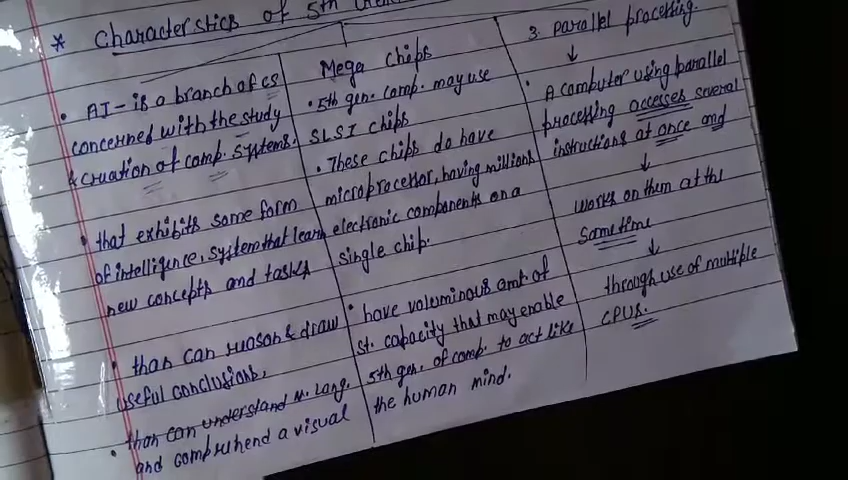 * Characterstics of 5th
• AI - is a branch of cs
concerned with the study
& creation of comp. systems.
• that exhibits some form
of intelligence, system that learn
new concepts and tasks
• than can reason & draw
useful conclusions,
• than can understand n. lang.
and comprehend a visual
Mega chips
• 5th gen. comp. may use
SLSI chips
• These chips do have
microprocessor, having millions
electronic components on a
single chip.
• have voluminous amt. of
st. capacity that may enable
5th gen. of comp. to act like
the human mind.
3. parallel processing.
↓
• A computer using parallel
processing accesses several
instructions at once and
↓
works on them at the
same time
↓
through use of multiple
CPUs.